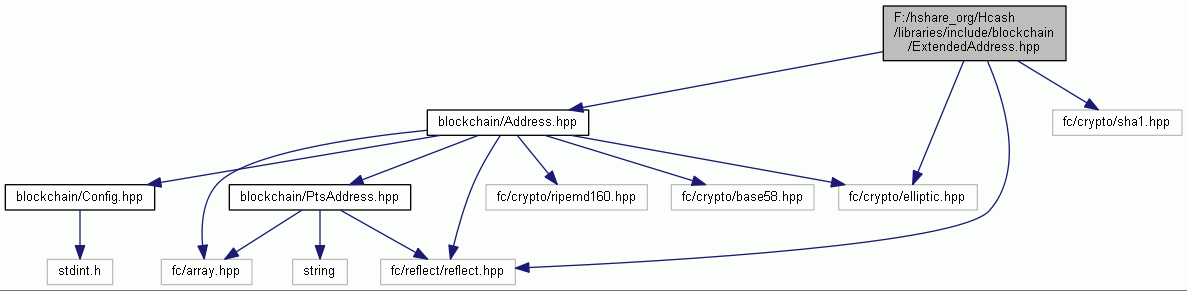 F:/hshare_org/Hcash
/libraries/include/blockchain
/ExtendedAddress.hpp
blockchain/Address.hpp
fc/crypto/sha1.hpp
blockchain/Config.hpp
blockchain/PtsAddress.hpp
fc/crypto/ripemd160.hpp
fc/crypto/base58.hpp
fc/crypto/elliptic.hpp
stdint.h
fc/array.hpp
string
fc/reflect/reflect.hpp